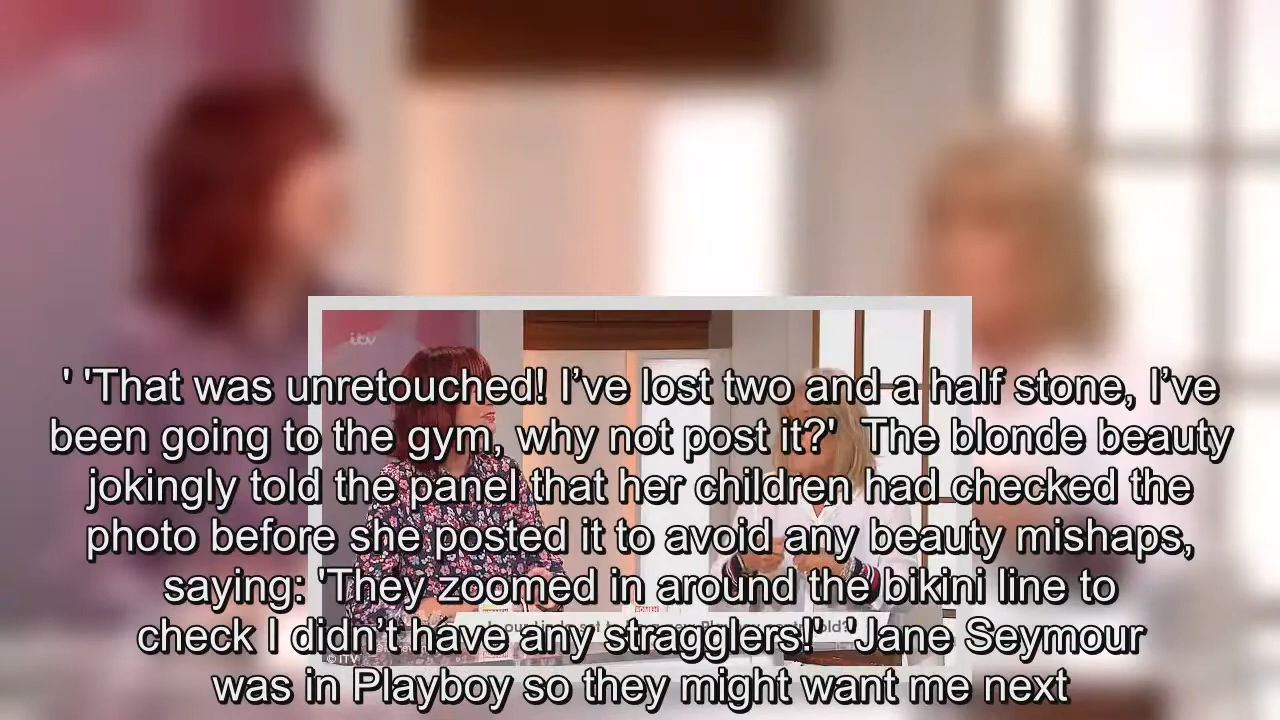 itv
' 'That was unretouched! I’ve lost two and a half stone, I’ve
been going to the gym, why not post it?'  The blonde beauty
jokingly told the panel that her children had checked the
photo before she posted it to avoid any beauty mishaps,
saying: 'They zoomed in around the bikini line to
check I didn’t have any stragglers!'  'Jane Seymour
was in Playboy so they might want me next
© ITV